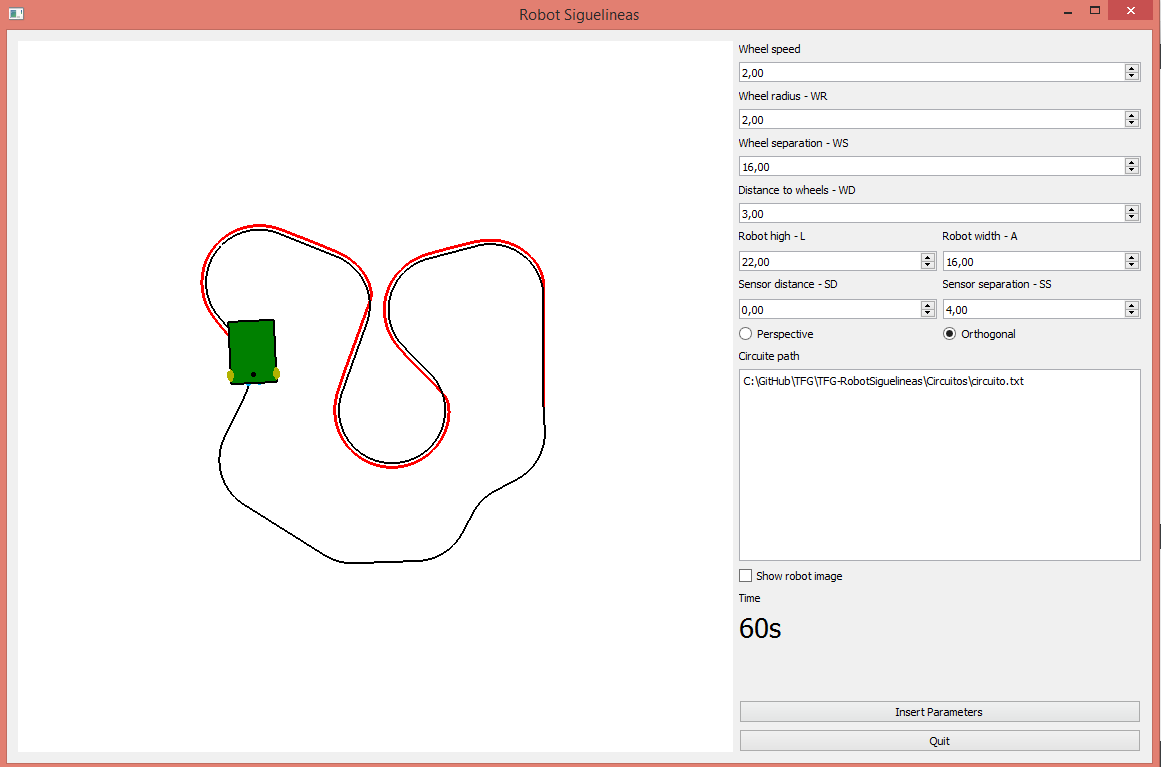 Robot Siguelineas
Wheel speed
2,00
Wheel radius - WR
2,00
Wheel separation - WS
16,00
Distance to wheels - WD
3,00
Robot high - L Robot width - A
22,00 16,00
Sensor distance - SD Sensor separation - SS
0,00 4,00
Perspective Orthogonal
Circuite path
C:\GitHub\TFG\TFG-RobotSiguelineas\Circuitos\circuito.txt
Show robot image
Time
60s
Insert Parameters
Quit